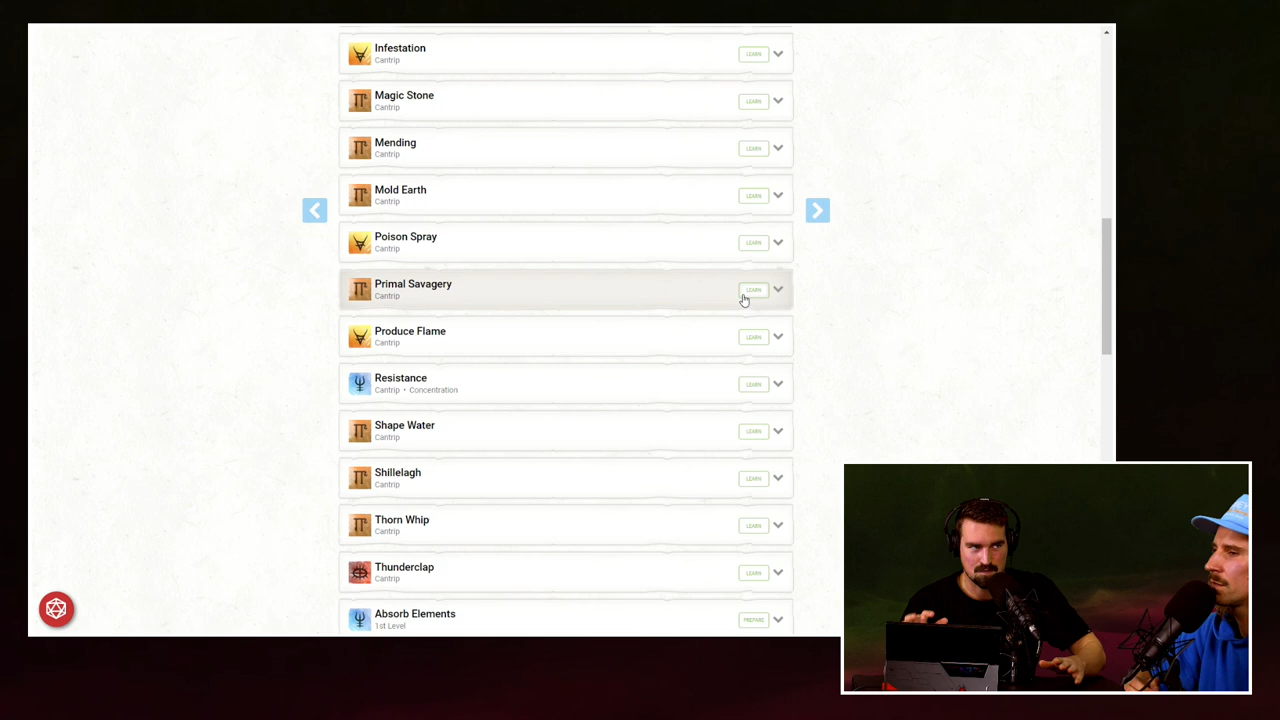 Infestation
Cantrip
LEARN
Magic Stone
Cantrip
LEARN
Mending
Cantrip
LEARN
Mold Earth
Cantrip
LEARN
Poison Spray
Cantrip
LEARN
Primal Savagery
Cantrip
LEARN
Produce Flame
Cantrip
LEARN
Resistance
Cantrip • Concentration
LEARN
Shape Water
Cantrip
LEARN
Shillelagh
Cantrip
LEARN
Thorn Whip
Cantrip
LEARN
Thunderclap
Cantrip
LEARN
Absorb Elements
1st Level
PREPARE